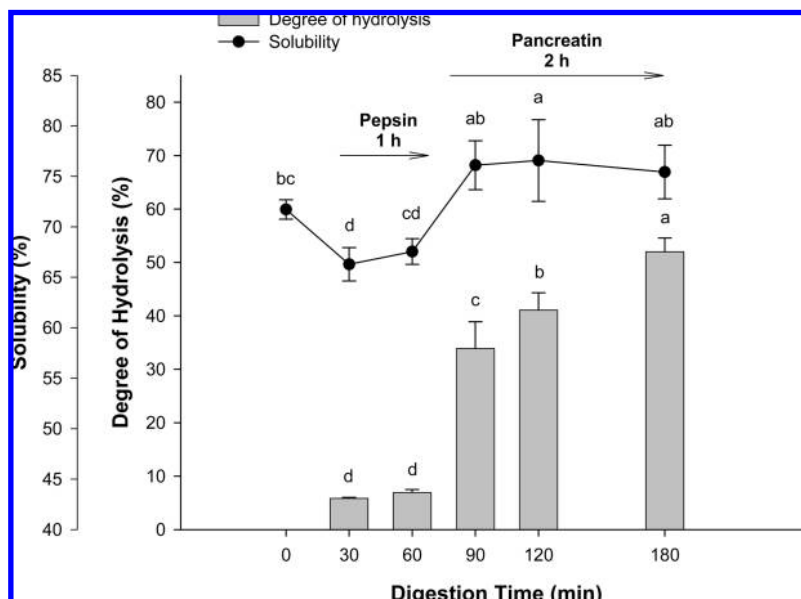 Degree of hydrolysis
Solubility
Pancreatin
2 h
Pepsin
1 h
85
80
75
70
65
60
55
50
45
40
Solubility (%)
80
70
60
50
40
30
20
10
0
Degree of Hydrolysis (%)
bc
d
cd
ab
a
ab
d
d
c
b
a
0 30 60 90 120 180
Digestion Time (min)